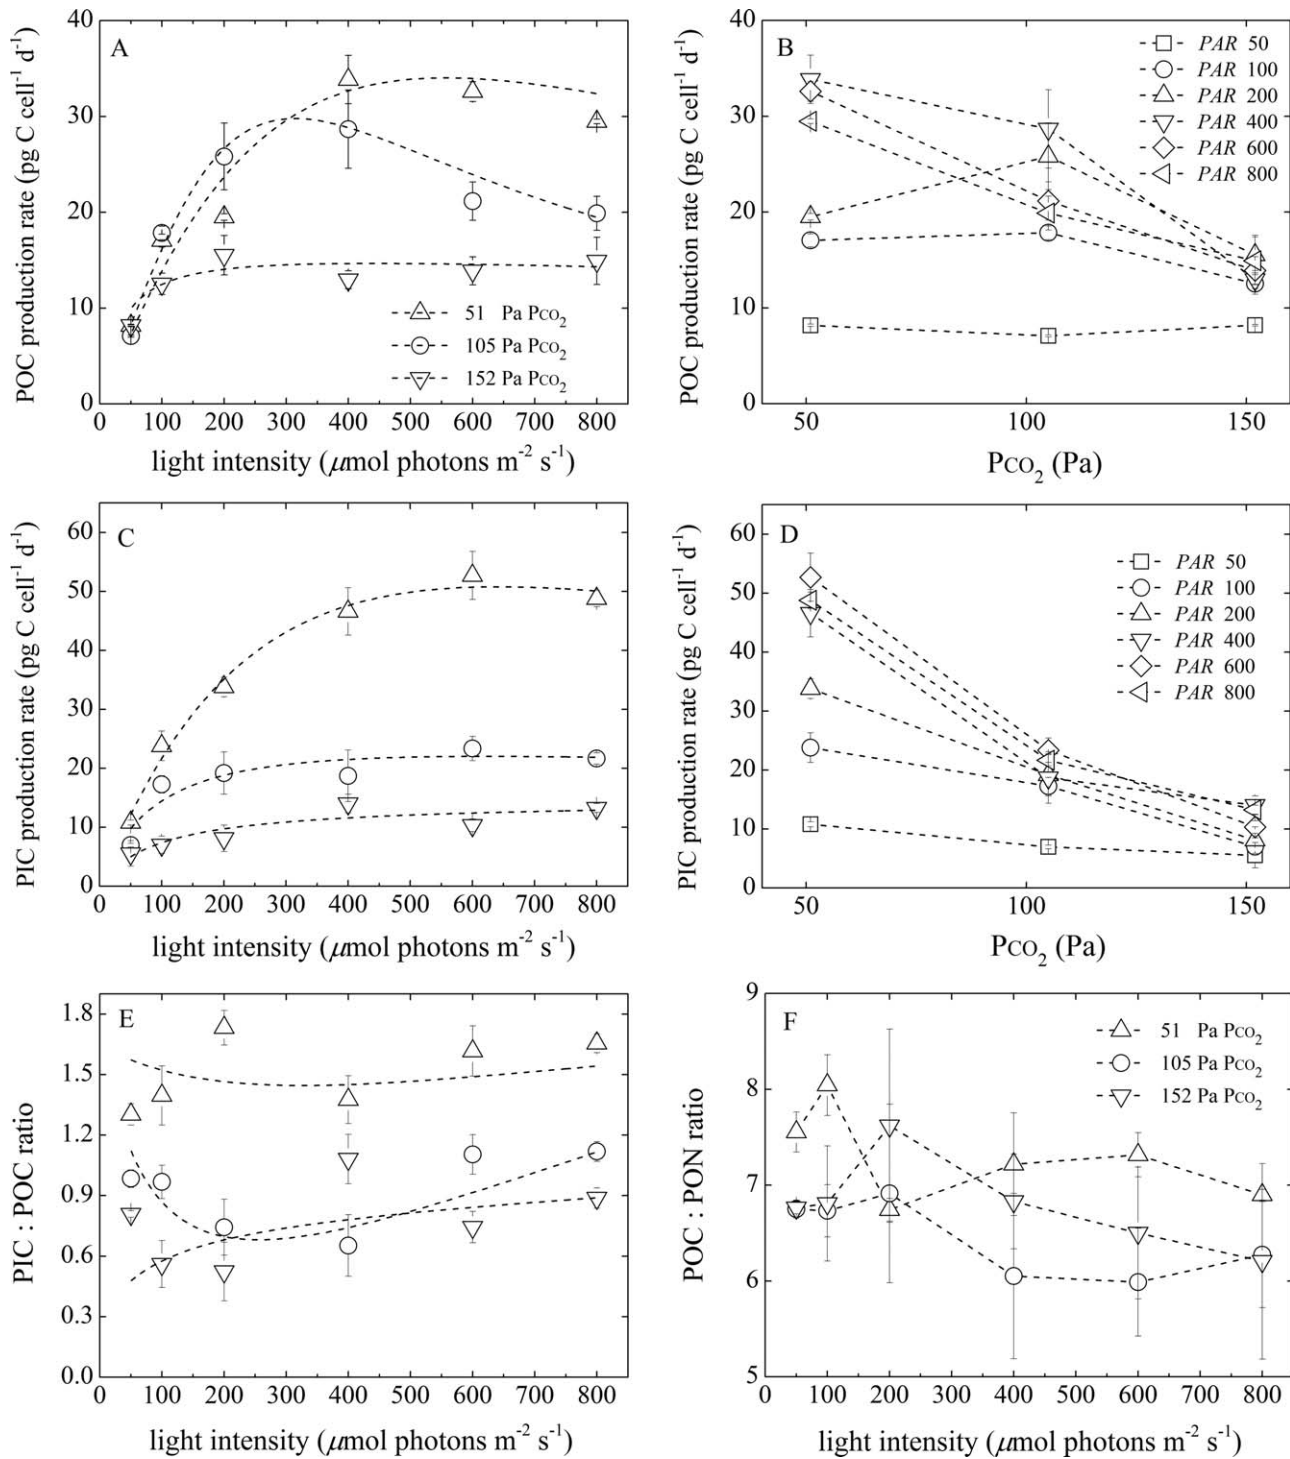 A
POC production rate (pg C cell⁻¹ d⁻¹)
40
30
20
10
0
0 100 200 300 400 500 600 700 800
light intensity (μmol photons m⁻² s⁻¹)
51 Pa PCO₂
105 Pa PCO₂
152 Pa PCO₂
B
POC production rate (pg C cell⁻¹ d⁻¹)
40
30
20
10
0
50 100 150
PCO₂ (Pa)
PAR 50
PAR 100
PAR 200
PAR 400
PAR 600
PAR 800
C
PIC production rate (pg C cell⁻¹ d⁻¹)
60
50
40
30
20
10
0
0 100 200 300 400 500 600 700 800
light intensity (μmol photons m⁻² s⁻¹)
D
PIC production rate (pg C cell⁻¹ d⁻¹)
60
50
40
30
20
10
0
50 100 150
PCO₂ (Pa)
PAR 50
PAR 100
PAR 200
PAR 400
PAR 600
PAR 800
E
PIC : POC ratio
1.8
1.5
1.2
0.9
0.6
0.3
0.0
0 100 200 300 400 500 600 700 800
light intensity (μmol photons m⁻² s⁻¹)
F
POC : PON ratio
9
8
7
6
5
0 100 200 300 400 500 600 700 800
light intensity (μmol photons m⁻² s⁻¹)
51 Pa PCO₂
105 Pa PCO₂
152 Pa PCO₂